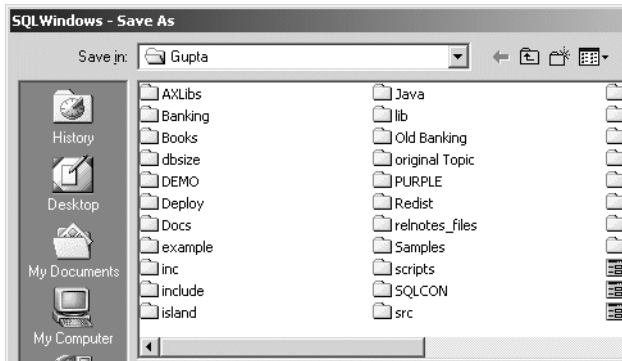 SQLWindows - Save As
Save in: Gupta
History
Desktop
My Documents
My Computer
AXLibs
Banking
Books
dbsize
DEMO
Deploy
Docs
example
inc
include
island
Java
lib
Old Banking
original Topic
PURPLE
Redist
relnotes_files
Samples
scripts
SQLCON
src